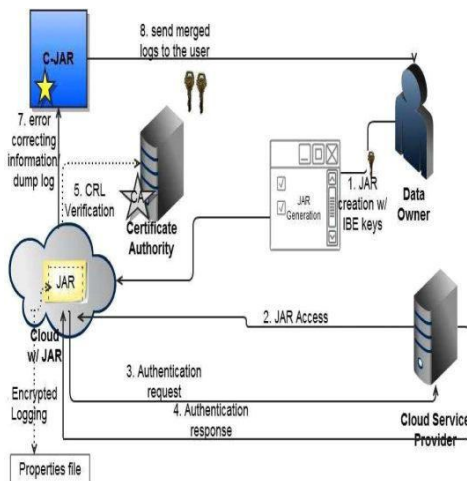 8. send merged
logs to the user
C-JAR
7. error
correcting
information
dump log
5. CRL
Verification
CA
Certificate
Authority
JAR
Generation
1. JAR
creation w/
IBE keys
Data
Owner
JAR
Cloud
w/ JAR
2. JAR Access
3. Authentication
request
4. Authentication
response
Cloud Service
Provider
Encrypted
Logging
Properties file